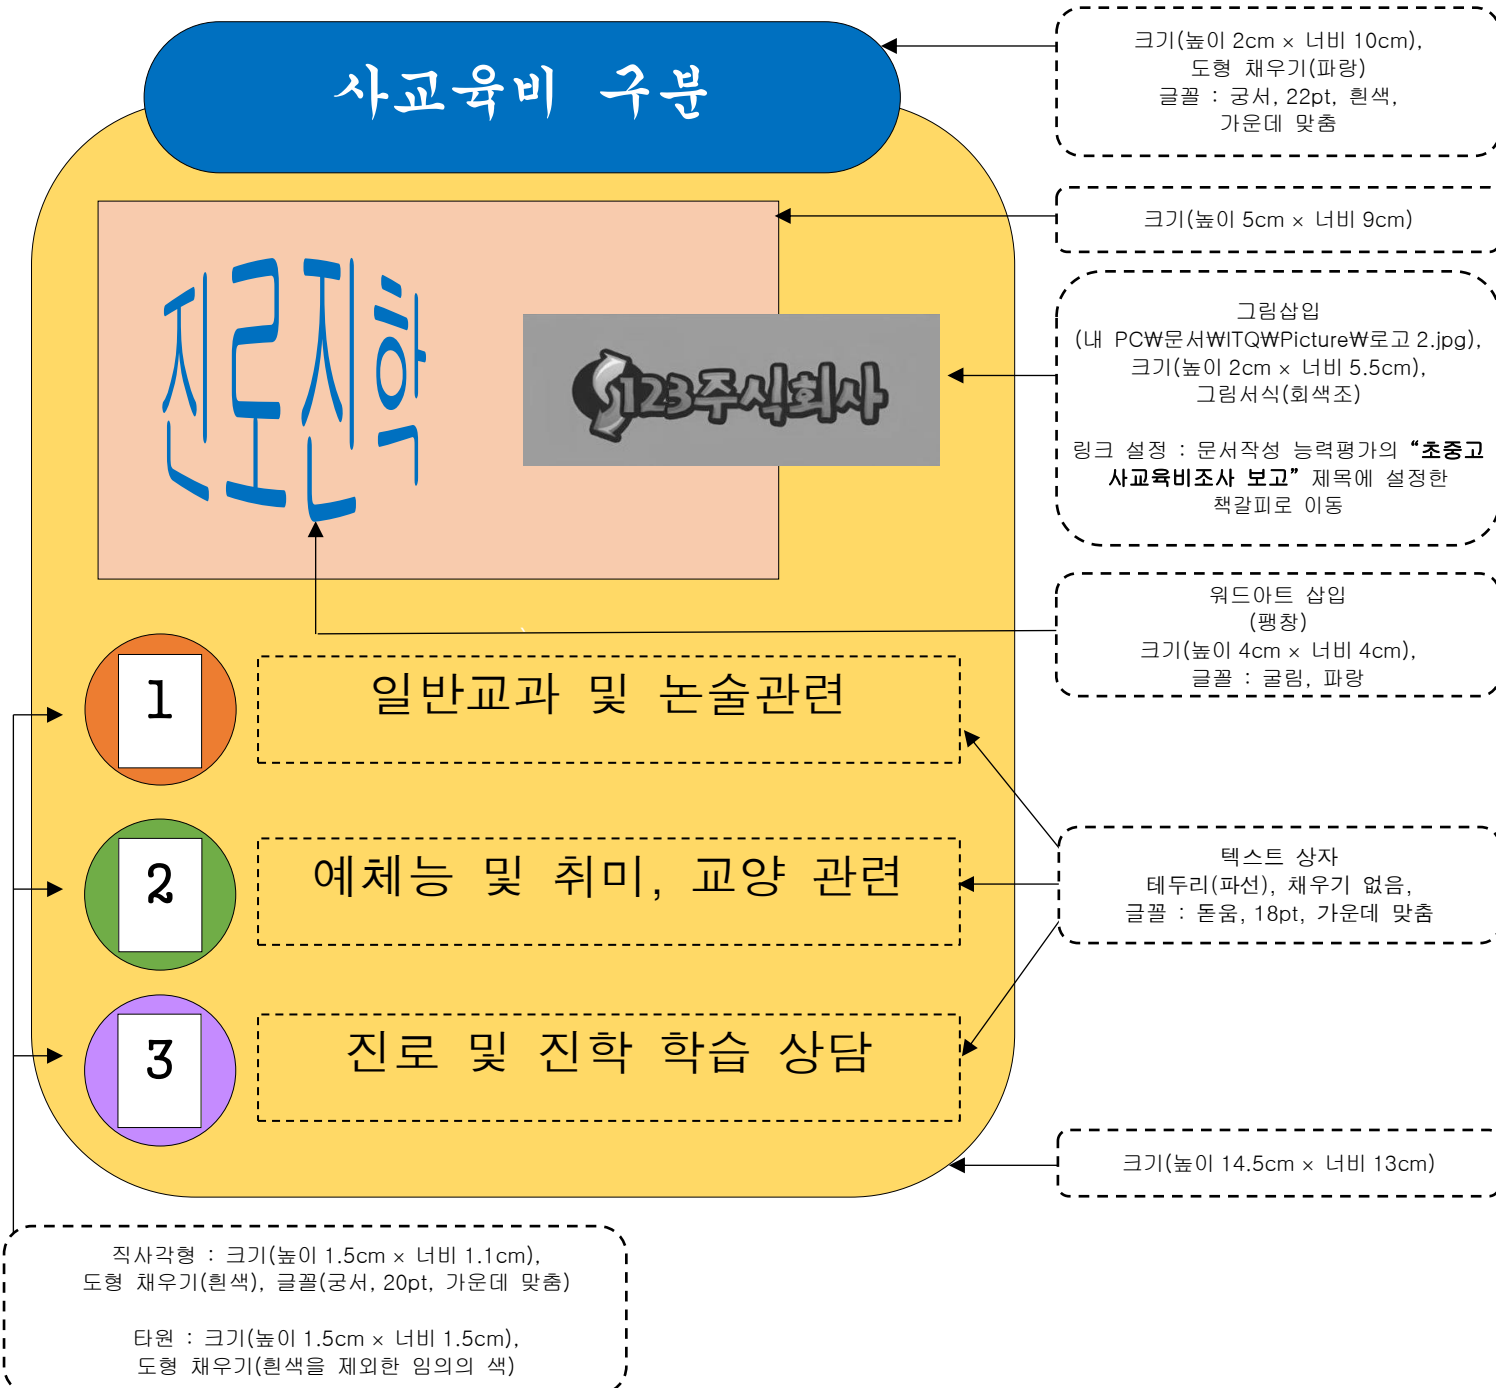 사교육비 구분
크기(높이 2cm × 너비 10cm),
도형 채우기(파랑)
글꼴 : 궁서, 22pt, 흰색,
가운데 맞춤
크기(높이 5cm × 너비 9cm)
진로진학
123주식회사
그림삽입
(내 PC₩문서₩ITQ₩Picture₩로고 2.jpg),
크기(높이 2cm × 너비 5.5cm),
그림서식(회색조)
링크 설정 : 문서작성 능력평가의 “초중고
사교육비조사 보고” 제목에 설정한
책갈피로 이동
워드아트 삽입
(팽창)
크기(높이 4cm × 너비 4cm),
글꼴 : 굴림, 파랑
1
일반교과 및 논술관련
2
예체능 및 취미, 교양 관련
텍스트 상자
테두리(파선), 채우기 없음,
글꼴 : 돋움, 18pt, 가운데 맞춤
3
진로 및 진학 학습 상담
크기(높이 14.5cm × 너비 13cm)
직사각형 : 크기(높이 1.5cm × 너비 1.1cm),
도형 채우기(흰색), 글꼴(궁서, 20pt, 가운데 맞춤)
타원 : 크기(높이 1.5cm × 너비 1.5cm),
도형 채우기(흰색을 제외한 임의의 색)